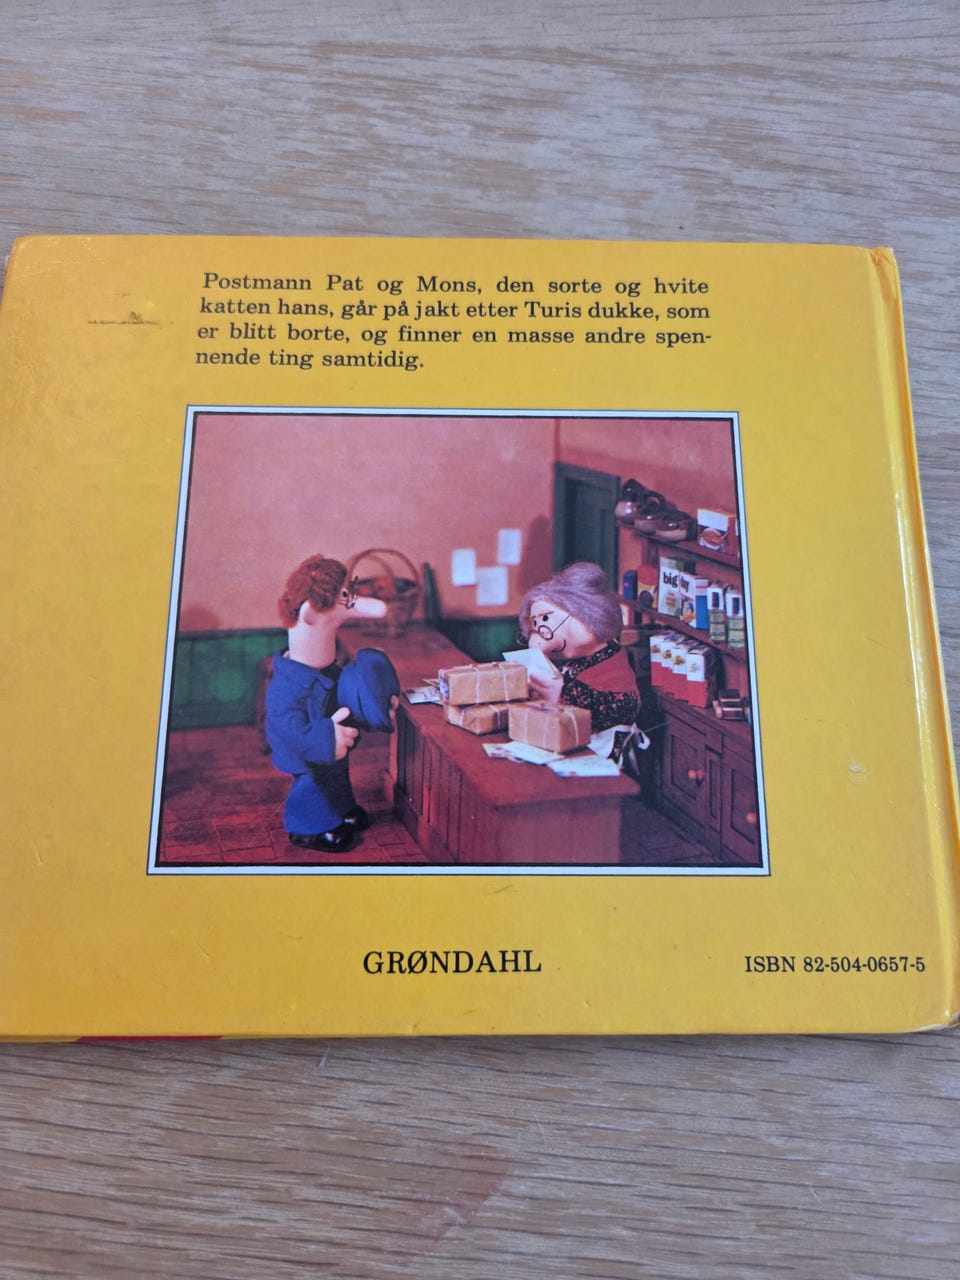 Postmann Pat og Mons, den sorte og hvite
katten hans, går på jakt etter Turis dukke, som
er blitt borte, og finner en masse andre spen-
nende ting samtidig.
big
GRØNDAHL
ISBN 82-504-0657-5